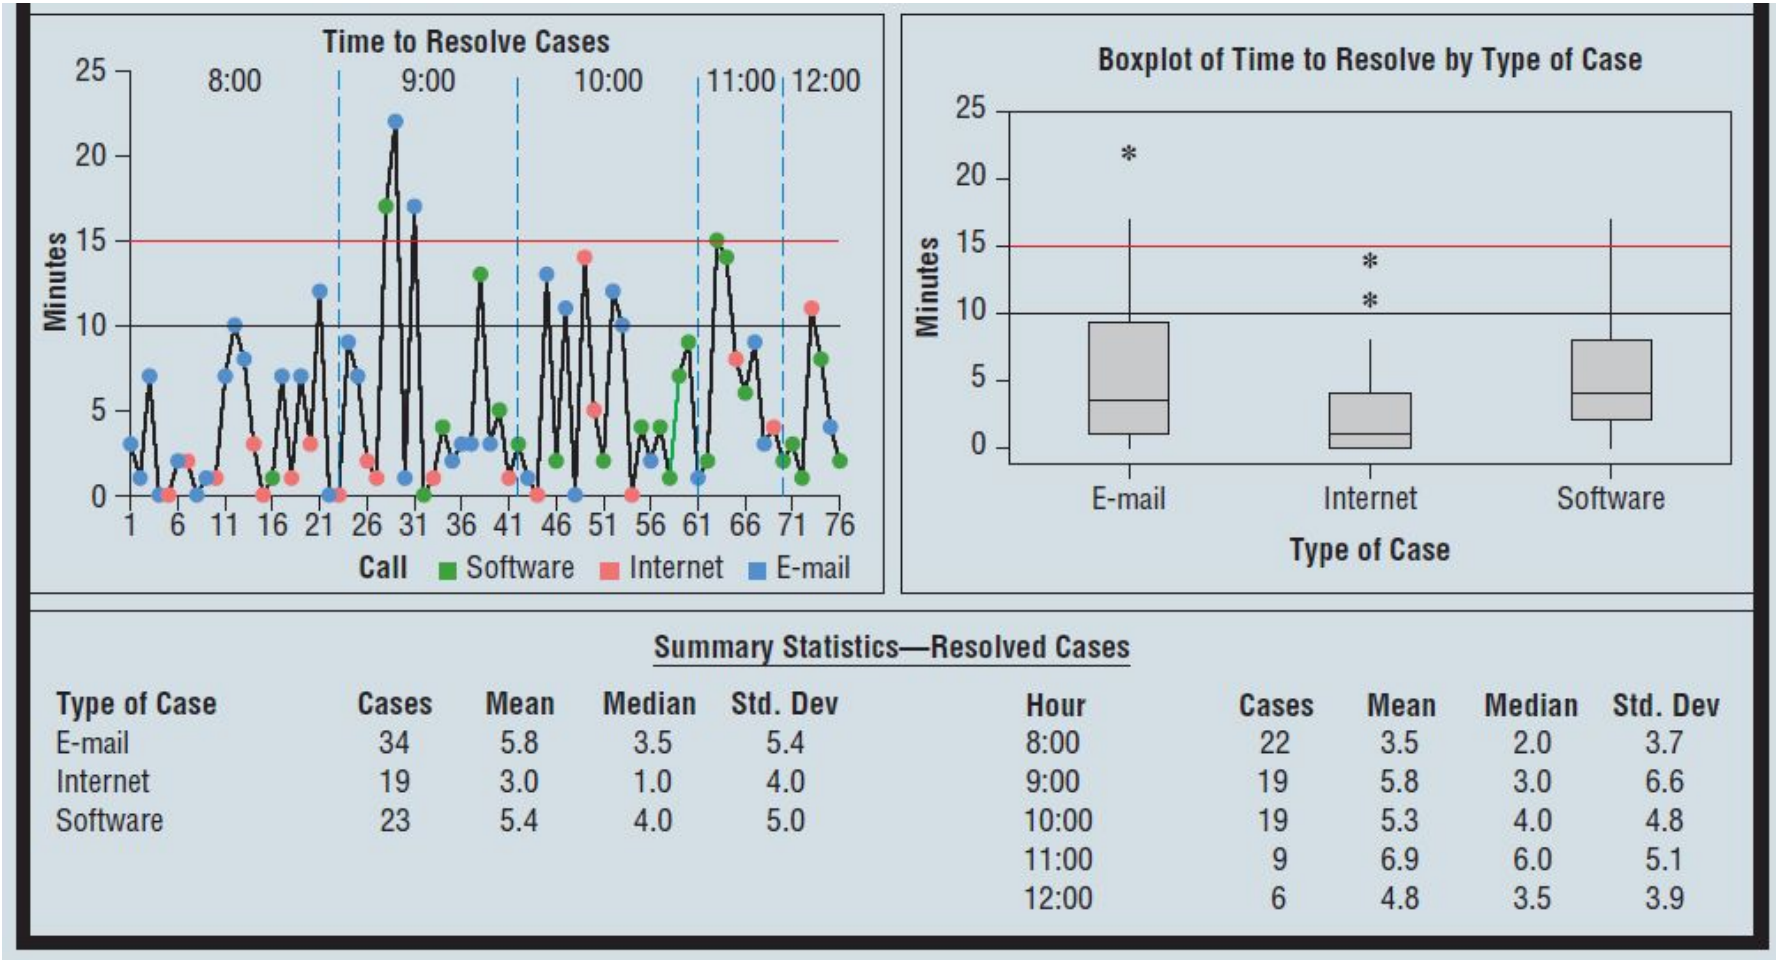 Time to Resolve Cases
25
20
15
10
5
0
Minutes
8:00 9:00 10:00 11:00 12:00
1 6 11 16 21 26 31 36 41 46 51 56 61 66 71 76
Call Software Internet E-mail
Boxplot of Time to Resolve by Type of Case
25
20
15
10
5
0
Minutes
E-mail Internet Software
Type of Case
Summary Statistics—Resolved Cases
Type of Case Cases Mean Median Std. Dev
E-mail 34 5.8 3.5 5.4
Internet 19 3.0 1.0 4.0
Software 23 5.4 4.0 5.0
Hour Cases Mean Median Std. Dev
8:00 22 3.5 2.0 3.7
9:00 19 5.8 3.0 6.6
10:00 19 5.3 4.0 4.8
11:00 9 6.9 6.0 5.1
12:00 6 4.8 3.5 3.9